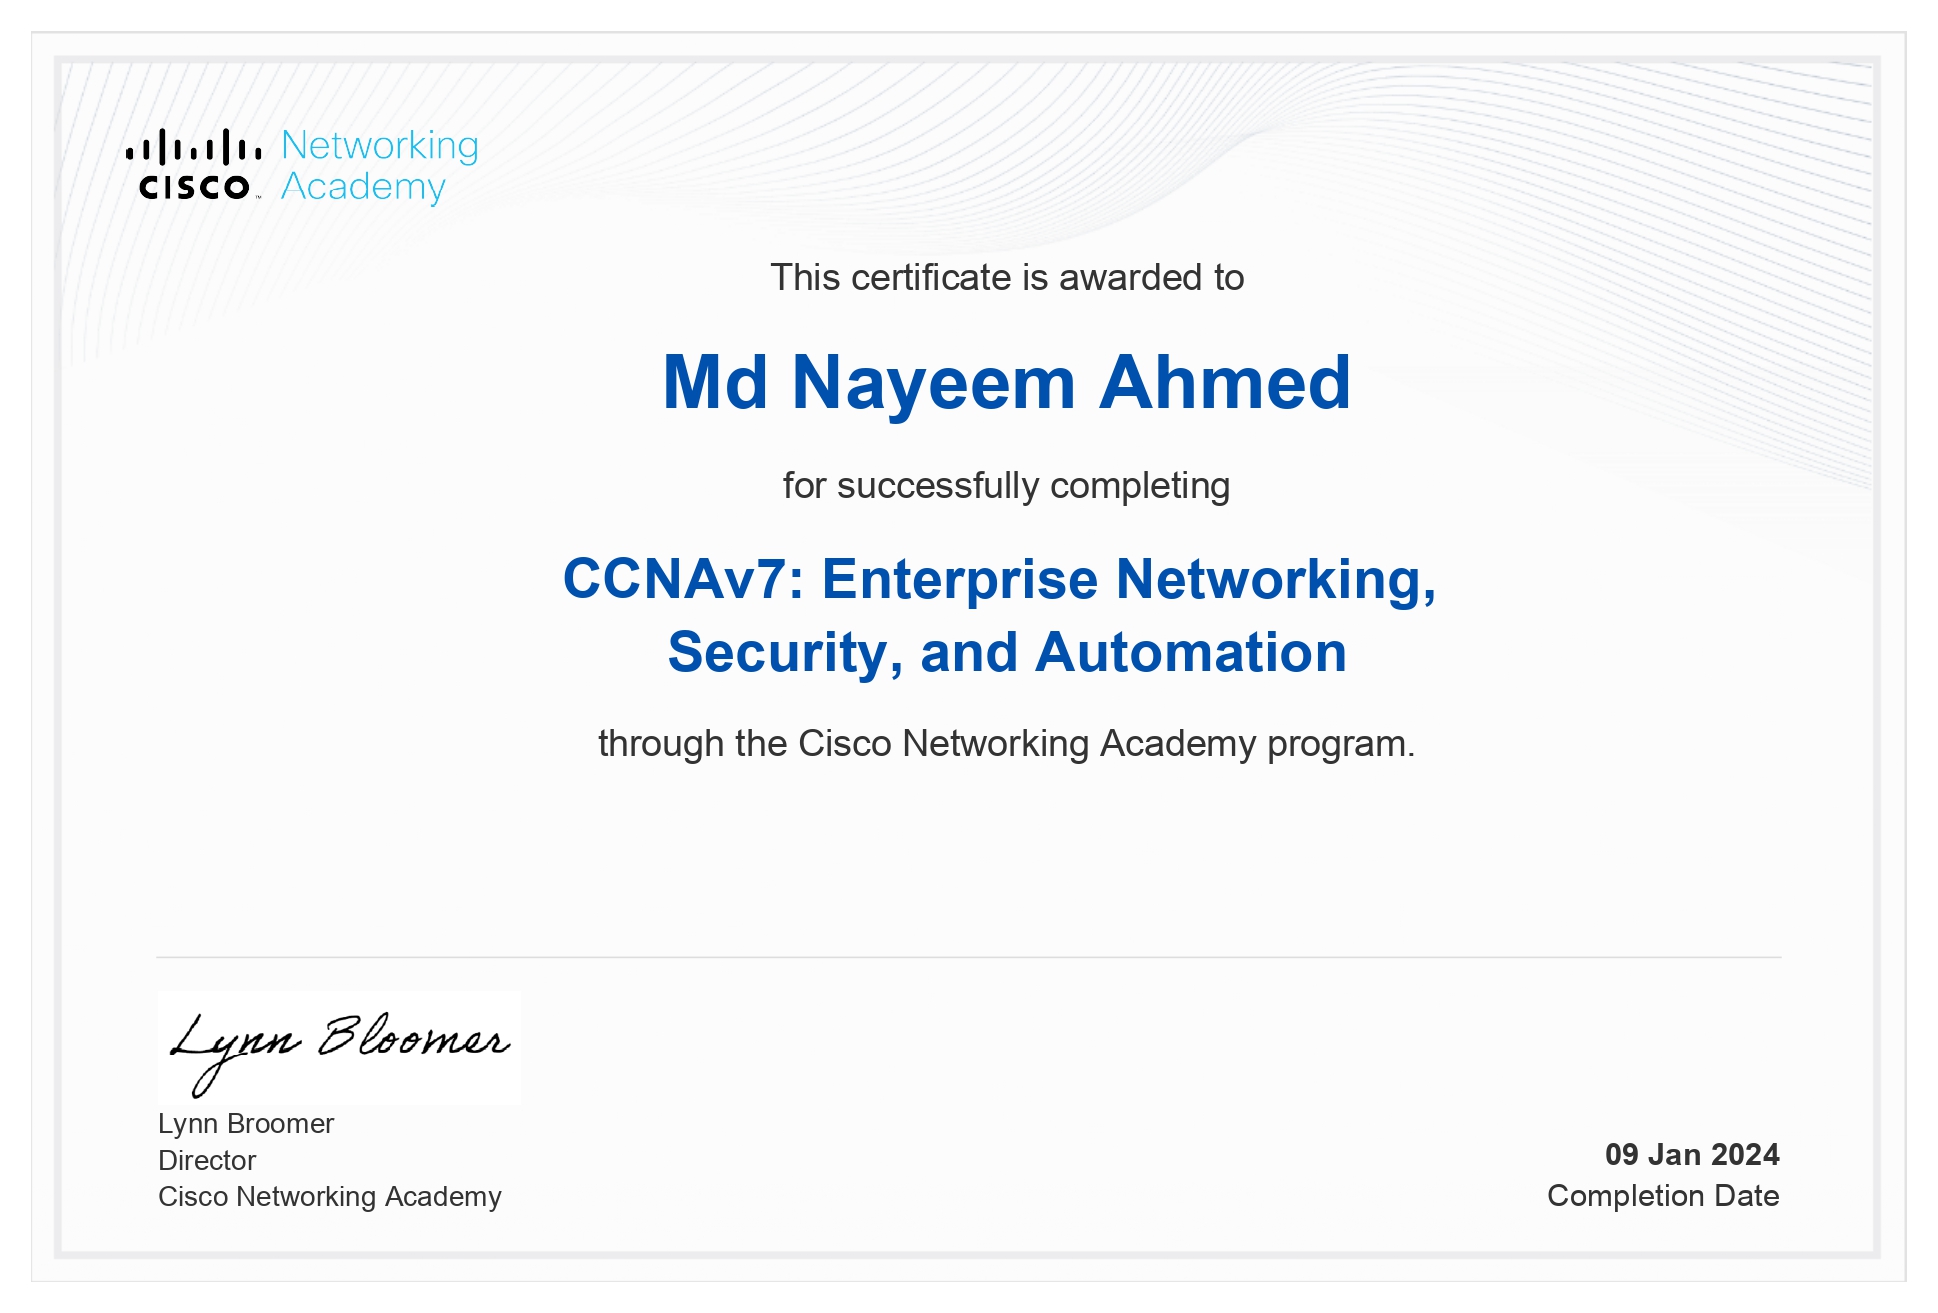 Networking
Academy
CISCO
This certificate is awarded to
Md Nayeem Ahmed
for successfully completing
CCNAv7: Enterprise Networking,
Security, and Automation
through the Cisco Networking Academy program.
Lynn Bloomer
Lynn Broomer
Director
Cisco Networking Academy
09 Jan 2024
Completion Date